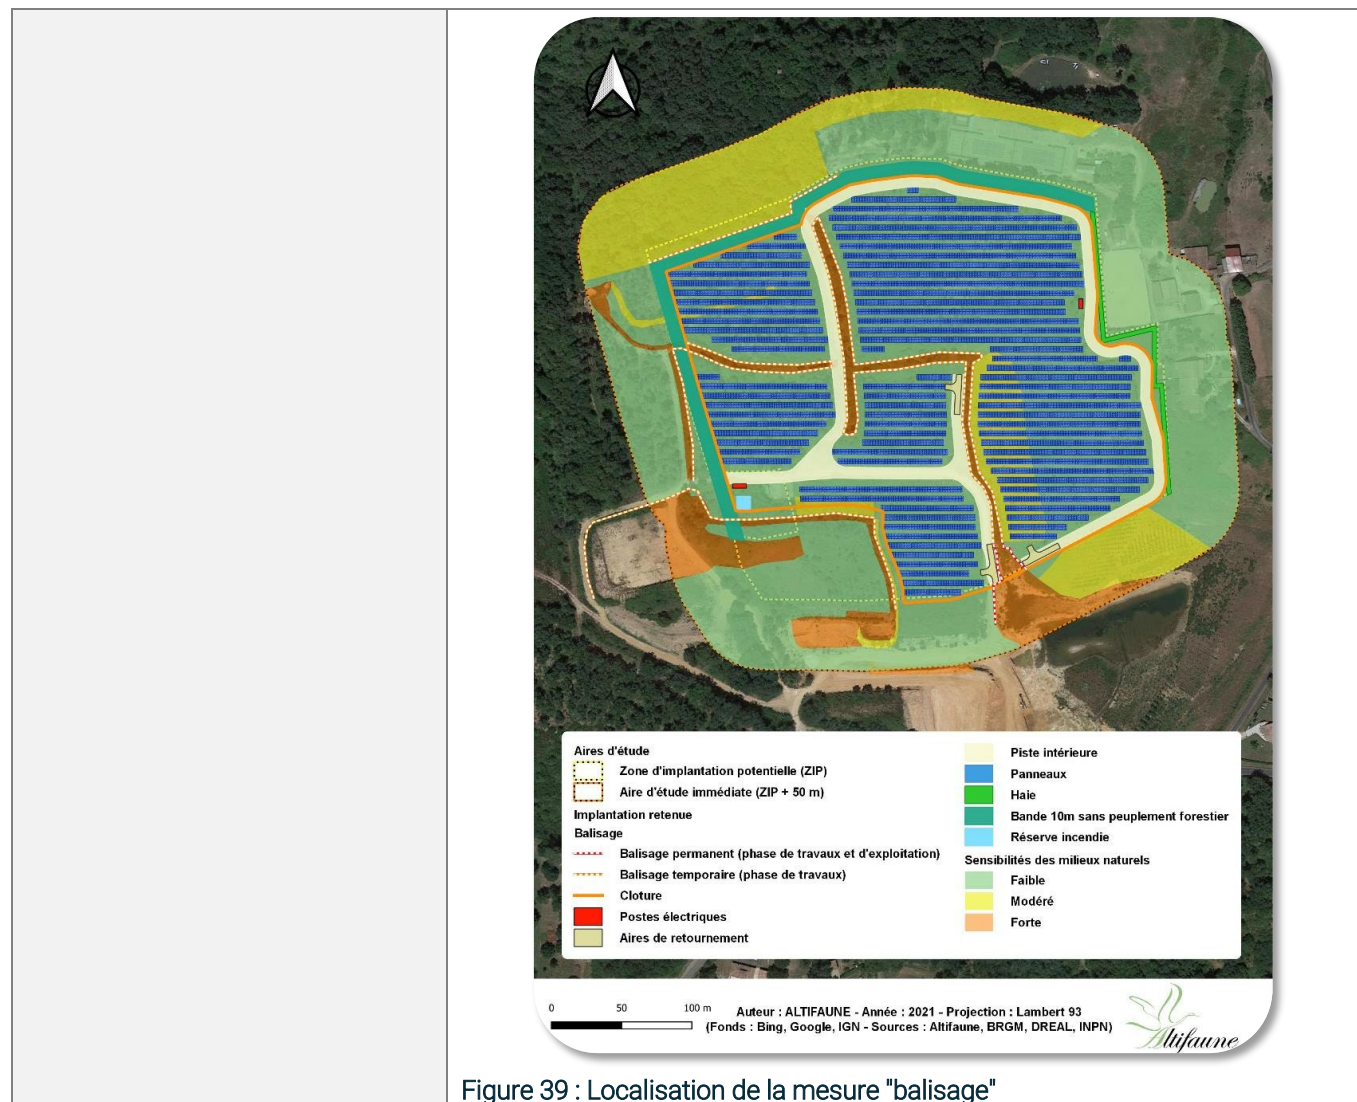 Aires d'étude
Zone d'implantation potentielle (ZIP)
Aire d'étude immédiate (ZIP + 50 m)
Implantation retenue
Balisage
Balisage permanent (phase de travaux et d'exploitation)
Balisage temporaire (phase de travaux)
Cloture
Postes électriques
Aires de retournement
Piste intérieure
Panneaux
Haie
Bande 10m sans peuplement forestier
Réserve incendie
Sensibilités des milieux naturels
Faible
Modéré
Forte
0 50 100 m
Auteur : ALTIFAUNE - Année : 2021 - Projection : Lambert 93
(Fonds : Bing, Google, IGN - Sources : Altifaune, BRGM, DREAL, INPN)
Altifaune
Figure 39 : Localisation de la mesure "balisage"